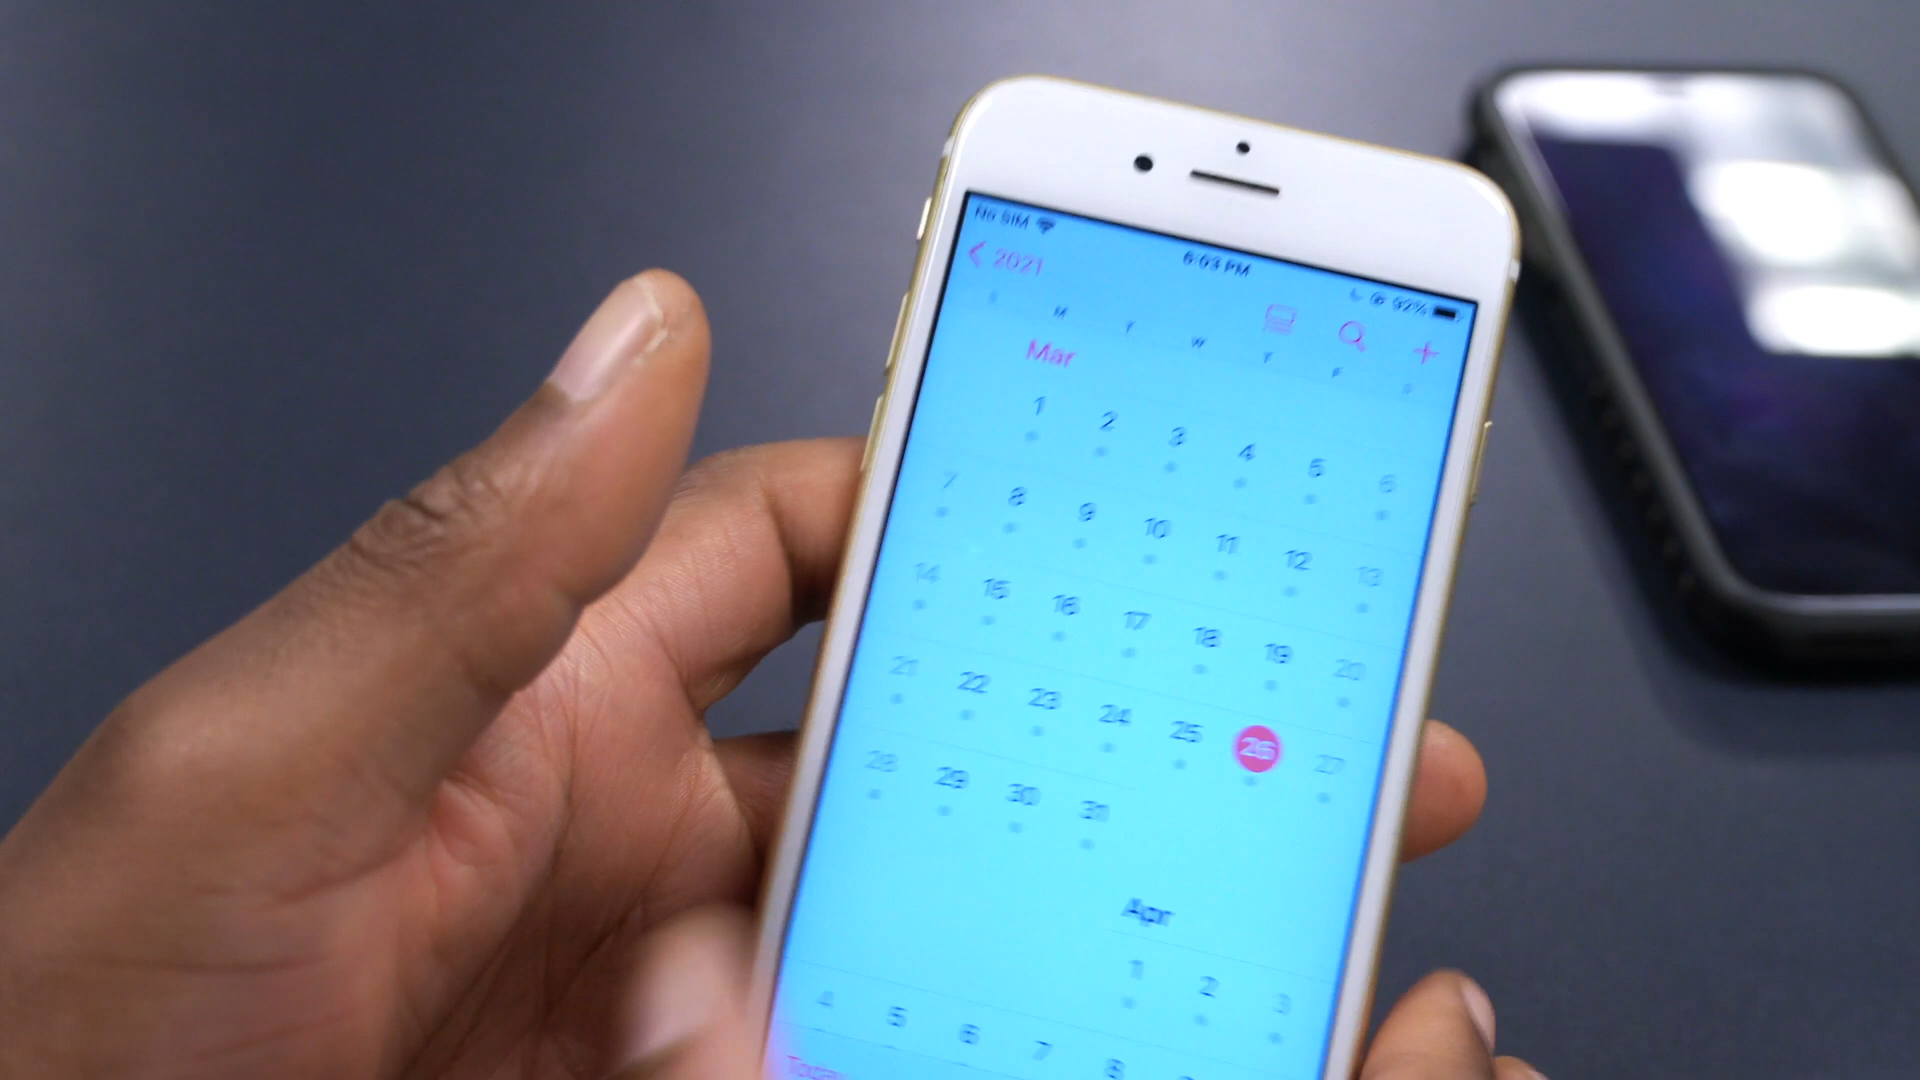 No SIM 6:03 PM 92%
2021
S M T W T F S
Mar
1 2 3 4 5 6
7 8 9 10 11 12 13
14 15 16 17 18 19 20
21 22 23 24 25 26 27
28 29 30 31
Apr
1 2 3
4 5 6 7 8
Today